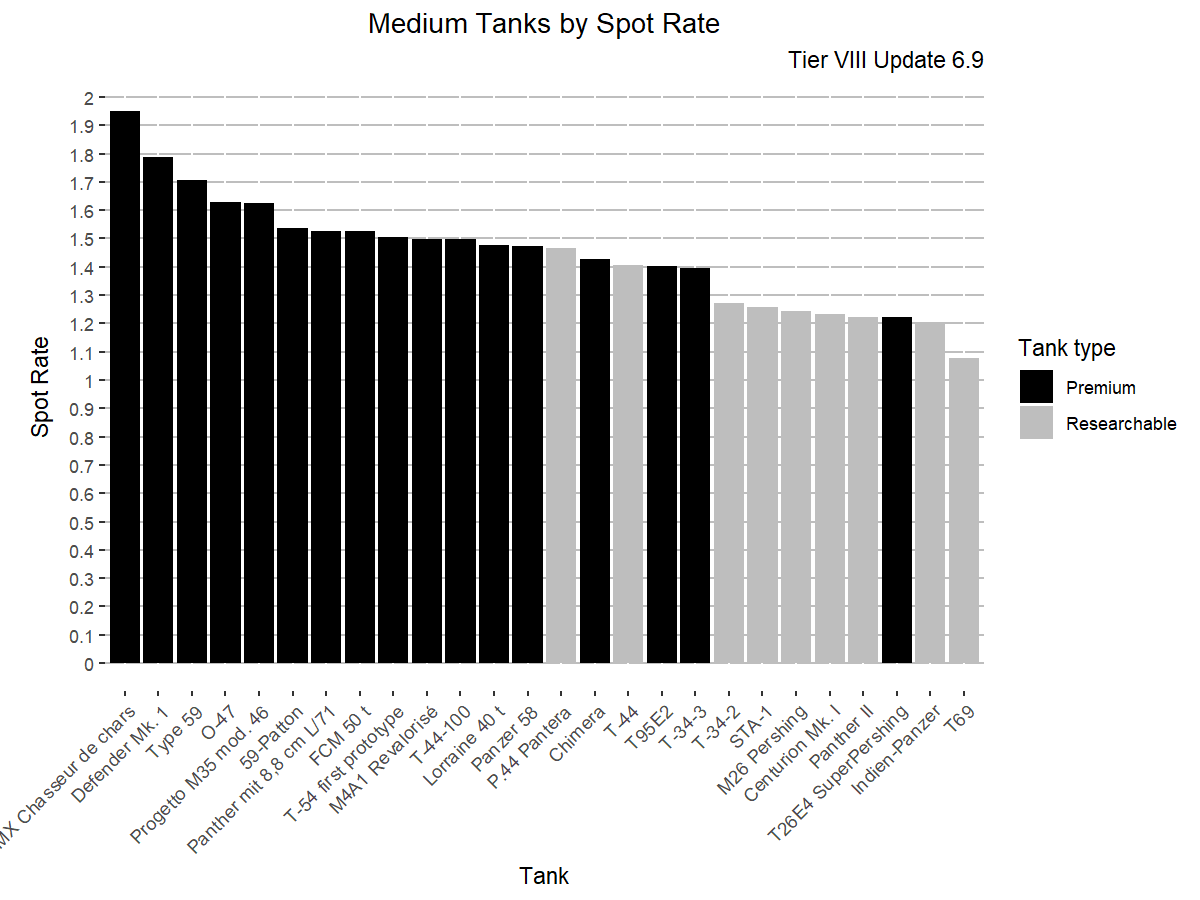 Medium Tanks by Spot Rate
Tier VIII Update 6.9
2
1.9
1.8
1.7
1.6
1.5
1.4
1.3
1.2
1.1
1
0.9
0.8
0.7
0.6
0.5
0.4
0.3
0.2
0.1
0
Spot Rate
MX Chasseur de chars
Defender Mk. 1
Type 59
O-47
Progetto M35 mod. 46
59-Patton
Panther mit 8,8 cm L/71
FCM 50 t
T-54 first prototype
M4A1 Revalorisé
T-44-100
Lorraine 40 t
Panzer 58
P.44 Pantera
Chimera
T-44
T95E2
T-34-3
T-34-2
STA-1
M26 Pershing
Centurion Mk. I
Panther II
T26E4 SuperPershing
Indien-Panzer
T69
Tank
Tank type
Premium
Researchable